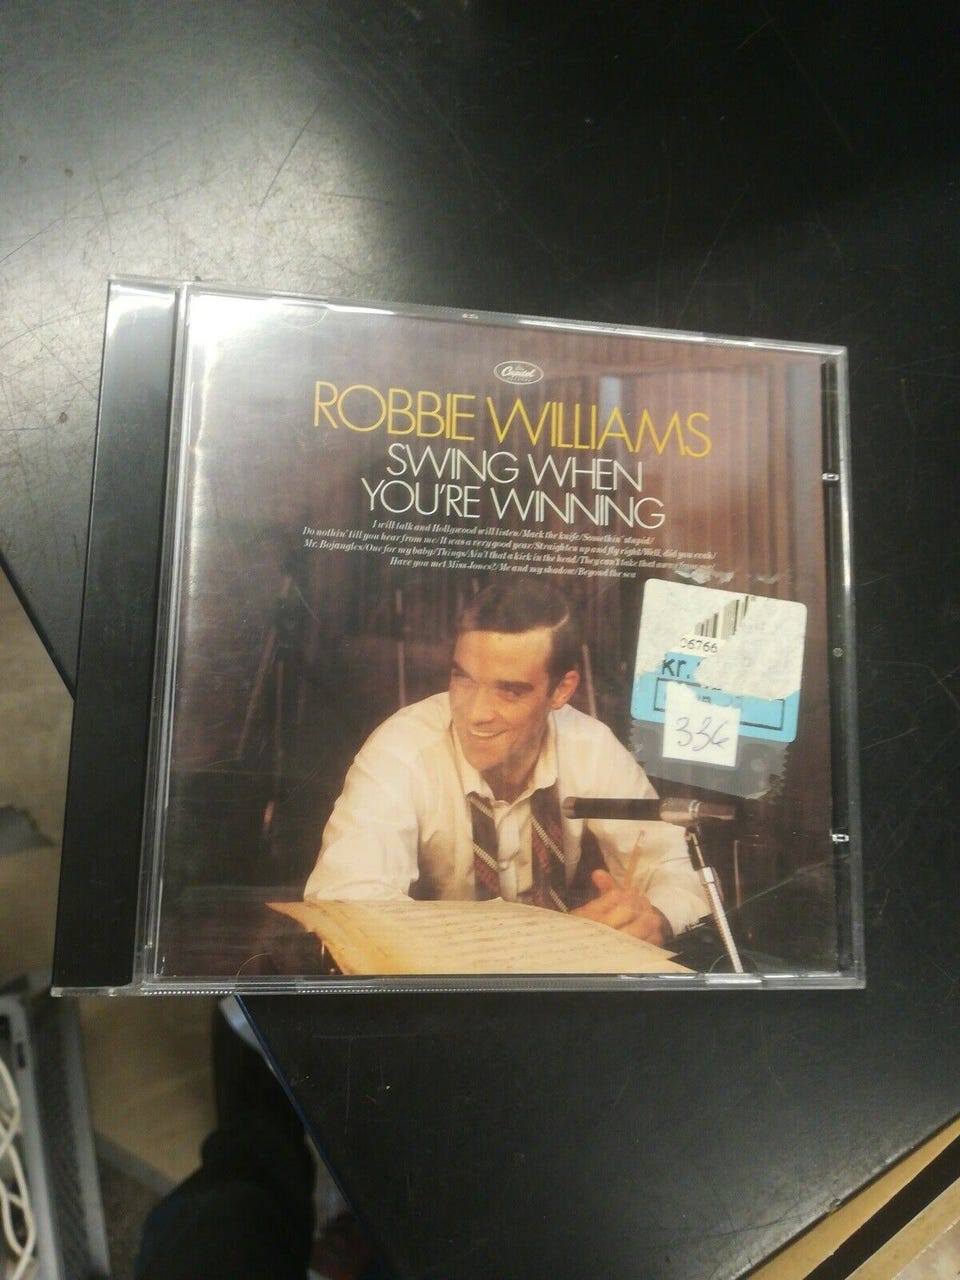 Capitol
ROBBIE WILLIAMS
SWING WHEN
YOU'RE WINNING
I will talk and Hollywood will listen/Mack the knife/Somethin' stupid/
Do nothin' till you hear from me/It was a very good year/Straighten up and fly right/Well, did you evah/
Mr. Bojangles/One for my baby/Things/Ain't that a kick in the head/They can't take that away from me/
Have you met Miss Jones?/Me and my shadow/Beyond the sea
06766
Kr.
336